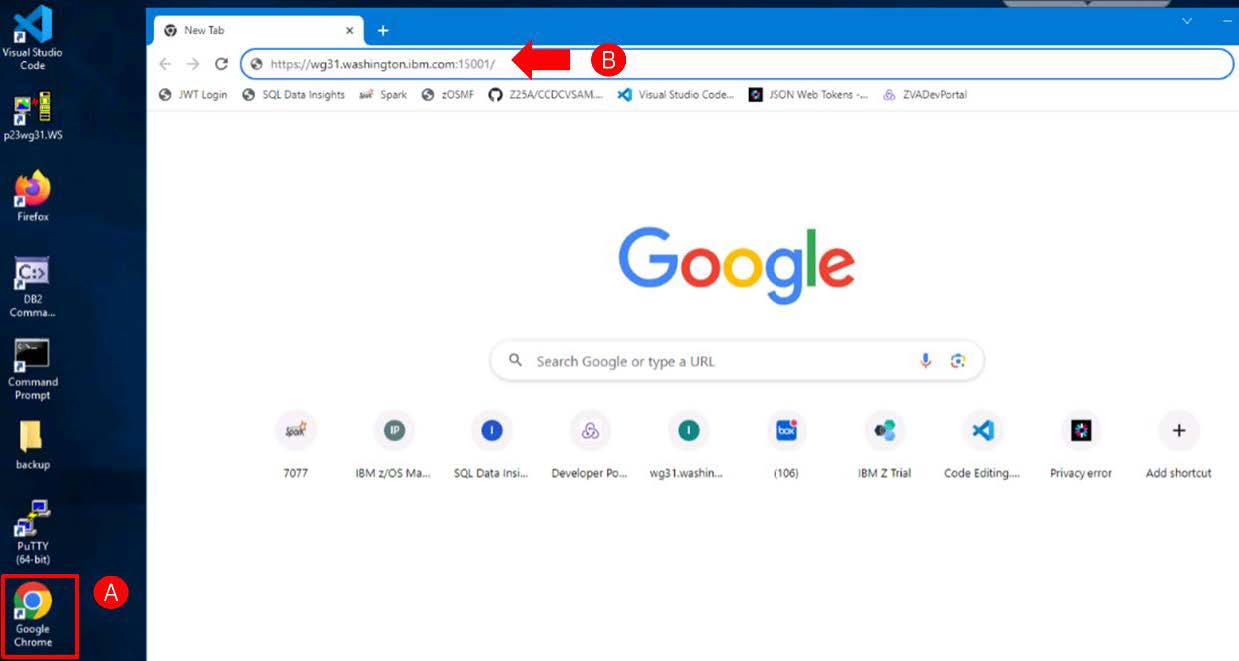 Visual Studio
Code
p23wg31.WS
Firefox
C:\>
DB2
Comma...
Command
Prompt
backup
PuTTY
(64-bit)
Google
Chrome
A
New Tab
https://wg31.washington.ibm.com:15001/
B
JWT Login
SQL Data Insights
Spark
zOSMF
Z25A/CCDCVSAM....
Visual Studio Code...
JSON Web Tokens -...
ZVADevPortal
Google
Search Google or type a URL
Spark
7077
IP
IBM z/OS Ma...
I
SQL Data Insi...
Developer Po...
I
wg31.washin...
box
(106)
IBM Z Trial
Code Editing....
Privacy error
Add shortcut